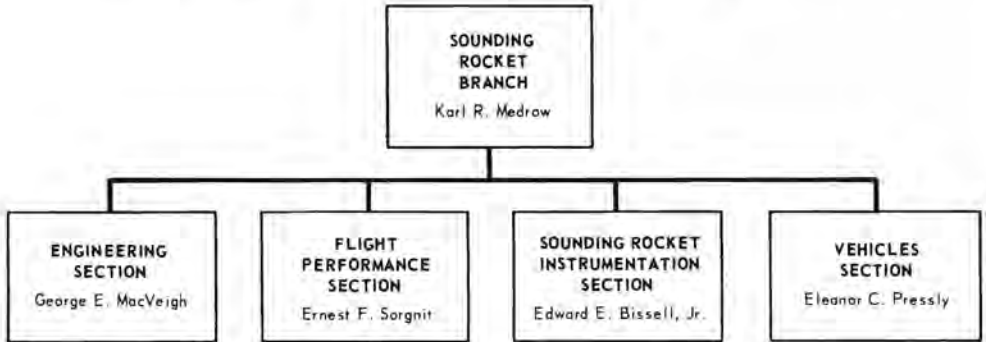 SOUNDING
ROCKET
BRANCH
Karl R. Medrow
ENGINEERING
SECTION
George E. MacVeigh
FLIGHT
PERFORMANCE
SECTION
Ernest F. Sorgnit
SOUNDING ROCKET
INSTRUMENTATION
SECTION
Edward E. Bissell, Jr.
VEHICLES
SECTION
Eleanor C. Pressly